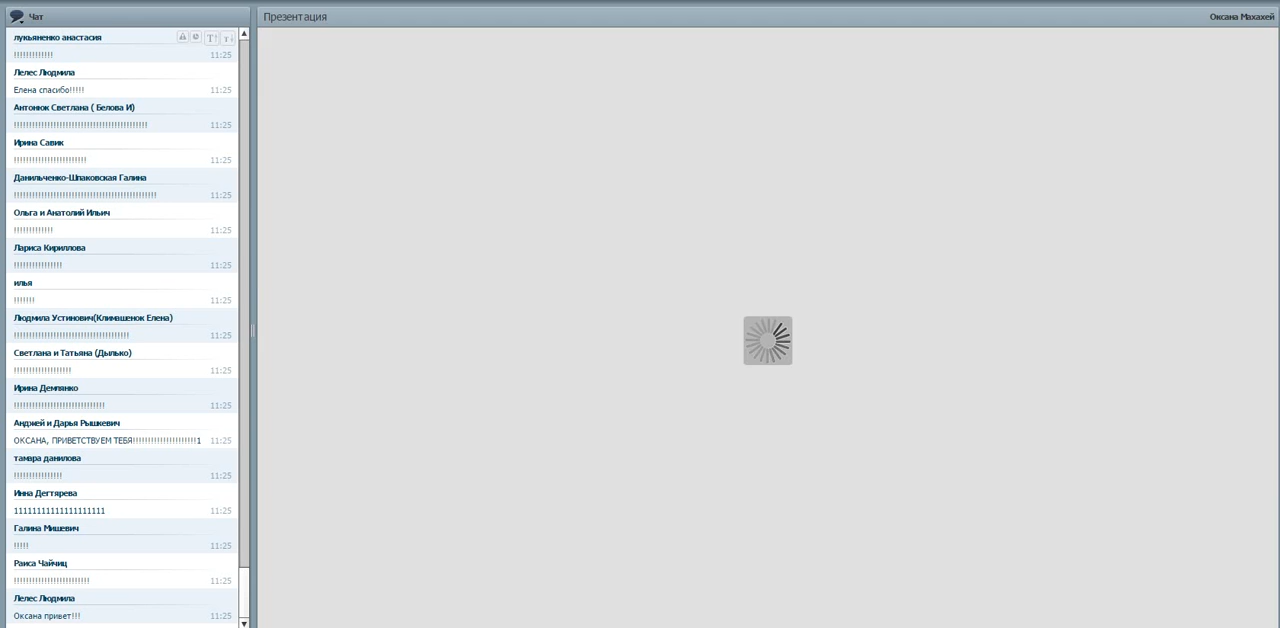 Чат
Презентация
Оксана Махахей
лукьяненко анастасия
!!!!!!!!!!!!! 11:25
Лелес Людмила
Елена спасибо!!!!! 11:25
Антонюк Светлана ( Белова И)
!!!!!!!!!!!!!!!!!!!!!!!!!!!!!!!!!!!!!!!!!!!! 11:25
Ирина Савик
!!!!!!!!!!!!!!!!!!!!!!!! 11:25
Данильченко-Шпаковская Галина
!!!!!!!!!!!!!!!!!!!!!!!!!!!!!!!!!!!!!!!!!!!!!!! 11:25
Ольга и Анатолий Ильич
!!!!!!!!!!!!! 11:25
Лариса Кириллова
!!!!!!!!!!!!!!!! 11:25
илья
!!!!!!! 11:25
Людмила Устинович(Климашенок Елена)
!!!!!!!!!!!!!!!!!!!!!!!!!!!!!!!!!!!!!! 11:25
Светлана и Татьяна (Дылько)
!!!!!!!!!!!!!!!!!!! 11:25
Ирина Демянко
!!!!!!!!!!!!!!!!!!!!!!!!!!!!!! 11:25
Анджей и Дарья Рышкевич
ОКСАНА, ПРИВЕТСТВУЕМ ТЕБЯ!!!!!!!!!!!!!!!!!!!!!1 11:25
тамара данилова
!!!!!!!!!!!!!!!! 11:25
Инна Дегтярева
11111111111111111111 11:25
Галина Мишевич
!!!!! 11:25
Раиса Чайчиц
!!!!!!!!!!!!!!!!!!!!!!!!! 11:25
Лелес Людмила
Оксана привет!!! 11:25